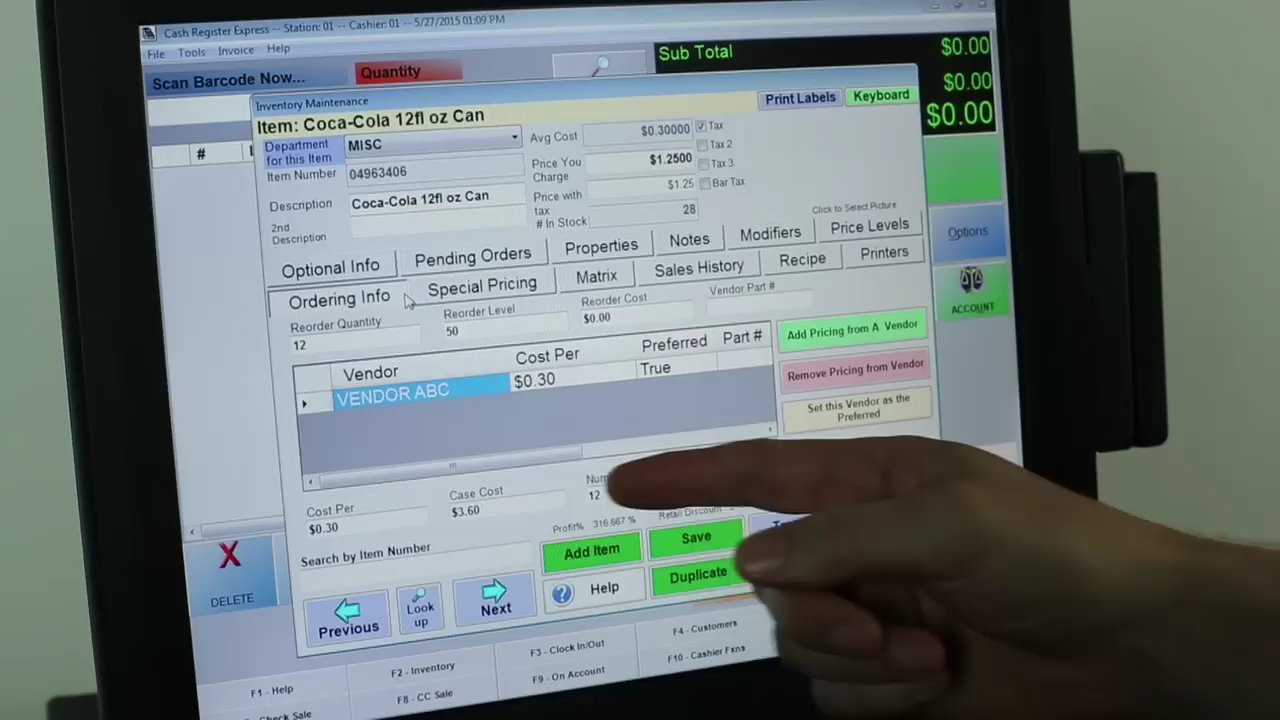 Cash Register Express -- Station: 01 -- Cashier: 01 -- 5/27/2015 01:09 PM
File Tools Invoice Help
Scan Barcode Now...
Quantity
Sub Total
$0.00
$0.00
$0.00
#
Inventory Maintenance
Item: Coca-Cola 12fl oz Can
Print Labels
Keyboard
Department
for this Item
MISC
Item Number
04963406
Description
Coca-Cola 12fl oz Can
2nd
Description
Avg Cost
$0.30000
Price You
Charge
$1.2500
Price with
tax
$1.25
# In Stock
28
Tax
Tax 2
Tax 3
Bar Tax
Click to Select Picture
Optional Info
Pending Orders
Properties
Notes
Modifiers
Price Levels
Ordering Info
Special Pricing
Matrix
Sales History
Recipe
Printers
Options
ACCOUNT
Reorder Quantity
12
Reorder Level
50
Reorder Cost
$0.00
Vendor Part #
Vendor
Cost Per
Preferred
Part #
VENDOR ABC
$0.30
True
Add Pricing from A Vendor
Remove Pricing from Vendor
Set this Vendor as the
Preferred
Cost Per
$0.30
Case Cost
$3.60
12
Profit% 316.667 %
Retail Discount
Search by Item Number
Add Item
Save
Help
Duplicate
Previous
Look
up
Next
X
DELETE
F1 - Help
F2 - Inventory
F3 - Clock In/Out
F4 - Customers
Check Sale
F8 - CC Sale
F9 - On Account
F10 - Cashier Fxns